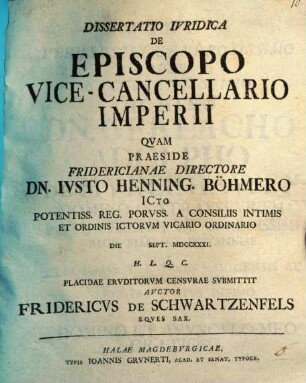 DISSERTATIO IVRIDICA
DE
EPISCOPO
VICE-CANCELLARIO
IMPERII
QVAM
PRAESIDE
FRIDERICIANAE DIRECTORE
DN. IVSTO HENNING. BÖHMERO
ICto
POTENTISS. REG. PORVSS. A CONSILIIS INTIMIS
ET ORDINIS ICTORVM VICARIO ORDINARIO
DIE SEPT. MDCCXXXI.
H. L. Q. C.
PLACIDAE ERVDITORVM CENSVRAE SVBMITTIT
AVCTOR
FRIDERICVS DE SCHWARTZENFELS
EQVES SAX.
HALAE MAGDEBVRGICAE,
TYPIS IOANNIS GRVNERTI, ACAD. ET SENAT. TYPOGR.